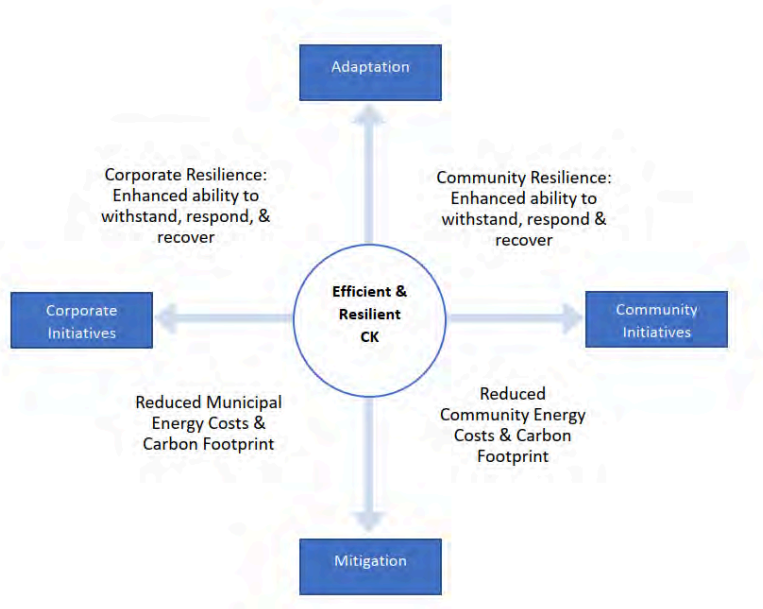 Adaptation
Corporate Resilience:
Enhanced ability to
withstand, respond, &
recover
Community Resilience:
Enhanced ability to
withstand, respond &
recover
Efficient &
Resilient
CK
Corporate
Initiatives
Community
Initiatives
Reduced Municipal
Energy Costs &
Carbon Footprint
Reduced
Community Energy
Costs & Carbon
Footprint
Mitigation